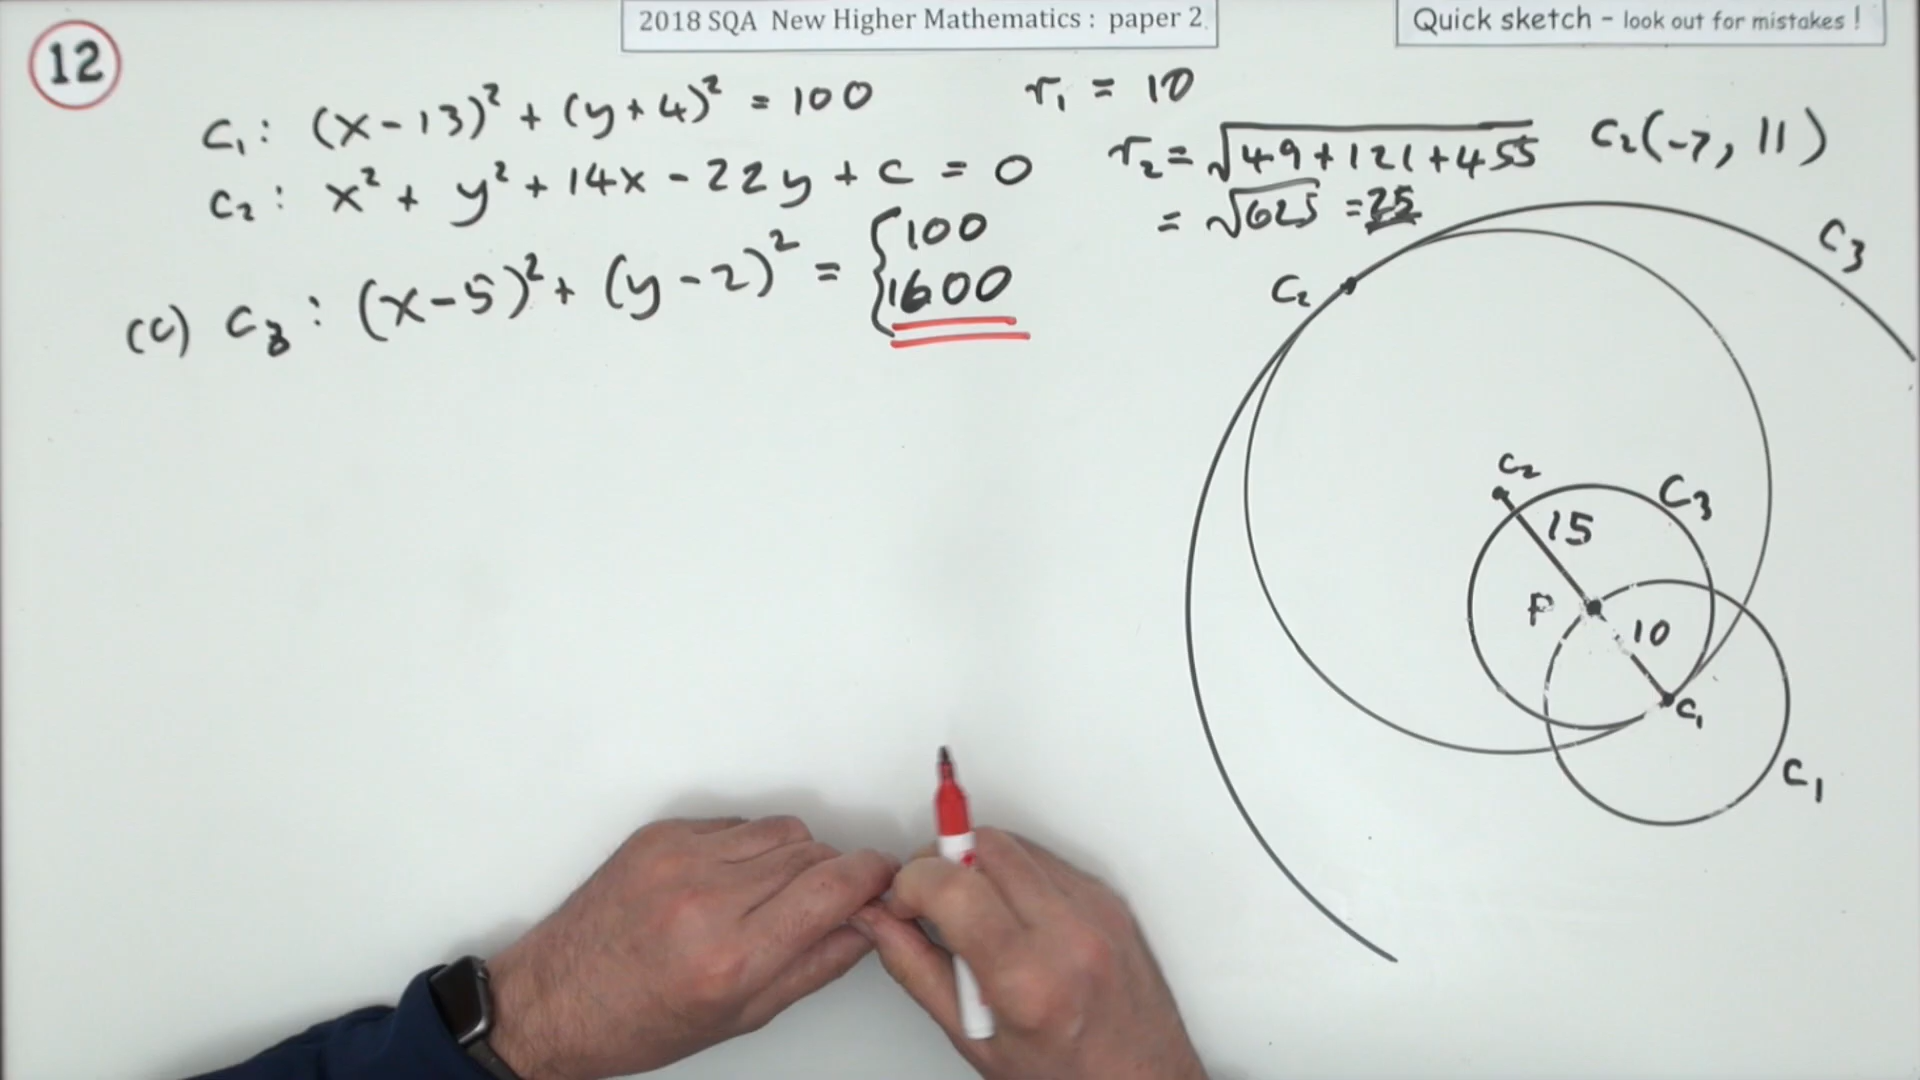 12
2018 SQA New Higher Mathematics : paper 2
Quick sketch – look out for mistakes !
C₁ : (x - 13)² + (y + 4)² = 100
r₁ = 10
C₂ : x² + y² + 14x - 22y + c = 0
r₂ = √49+121+455
C₂(-7, 11)
= √625 = 25
(c) C₃ : (x - 5)² + (y - 2)² = {100
1600
C₃
C₂
C₂
C₃
15
P
10
C₁
C₁